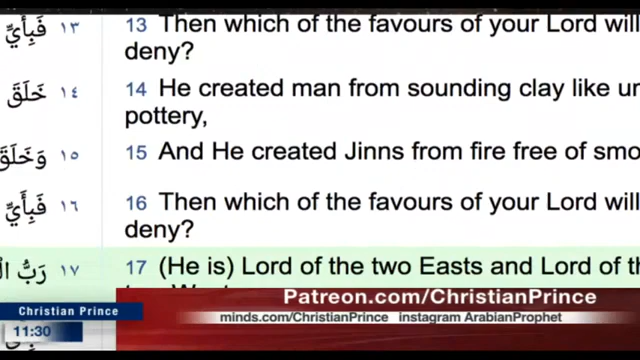 ١٣ فَبِأَيِّ
13 Then which of the favours of your Lord will
deny?
١٤ خَلَقَ
14 He created man from sounding clay like
pottery,
١٥ وَخَلَقَ
15 And He created Jinns from fire free of
١٦ فَبِأَيِّ
16 Then which of the favours of your Lord will
deny?
١٧ رَبُّ
17 (He is) Lord of the two Easts and Lord of
Patreon.com/ChristianPrince
Christian Prince
minds.com/ChristianPrince instagram ArabianProphet
11:30